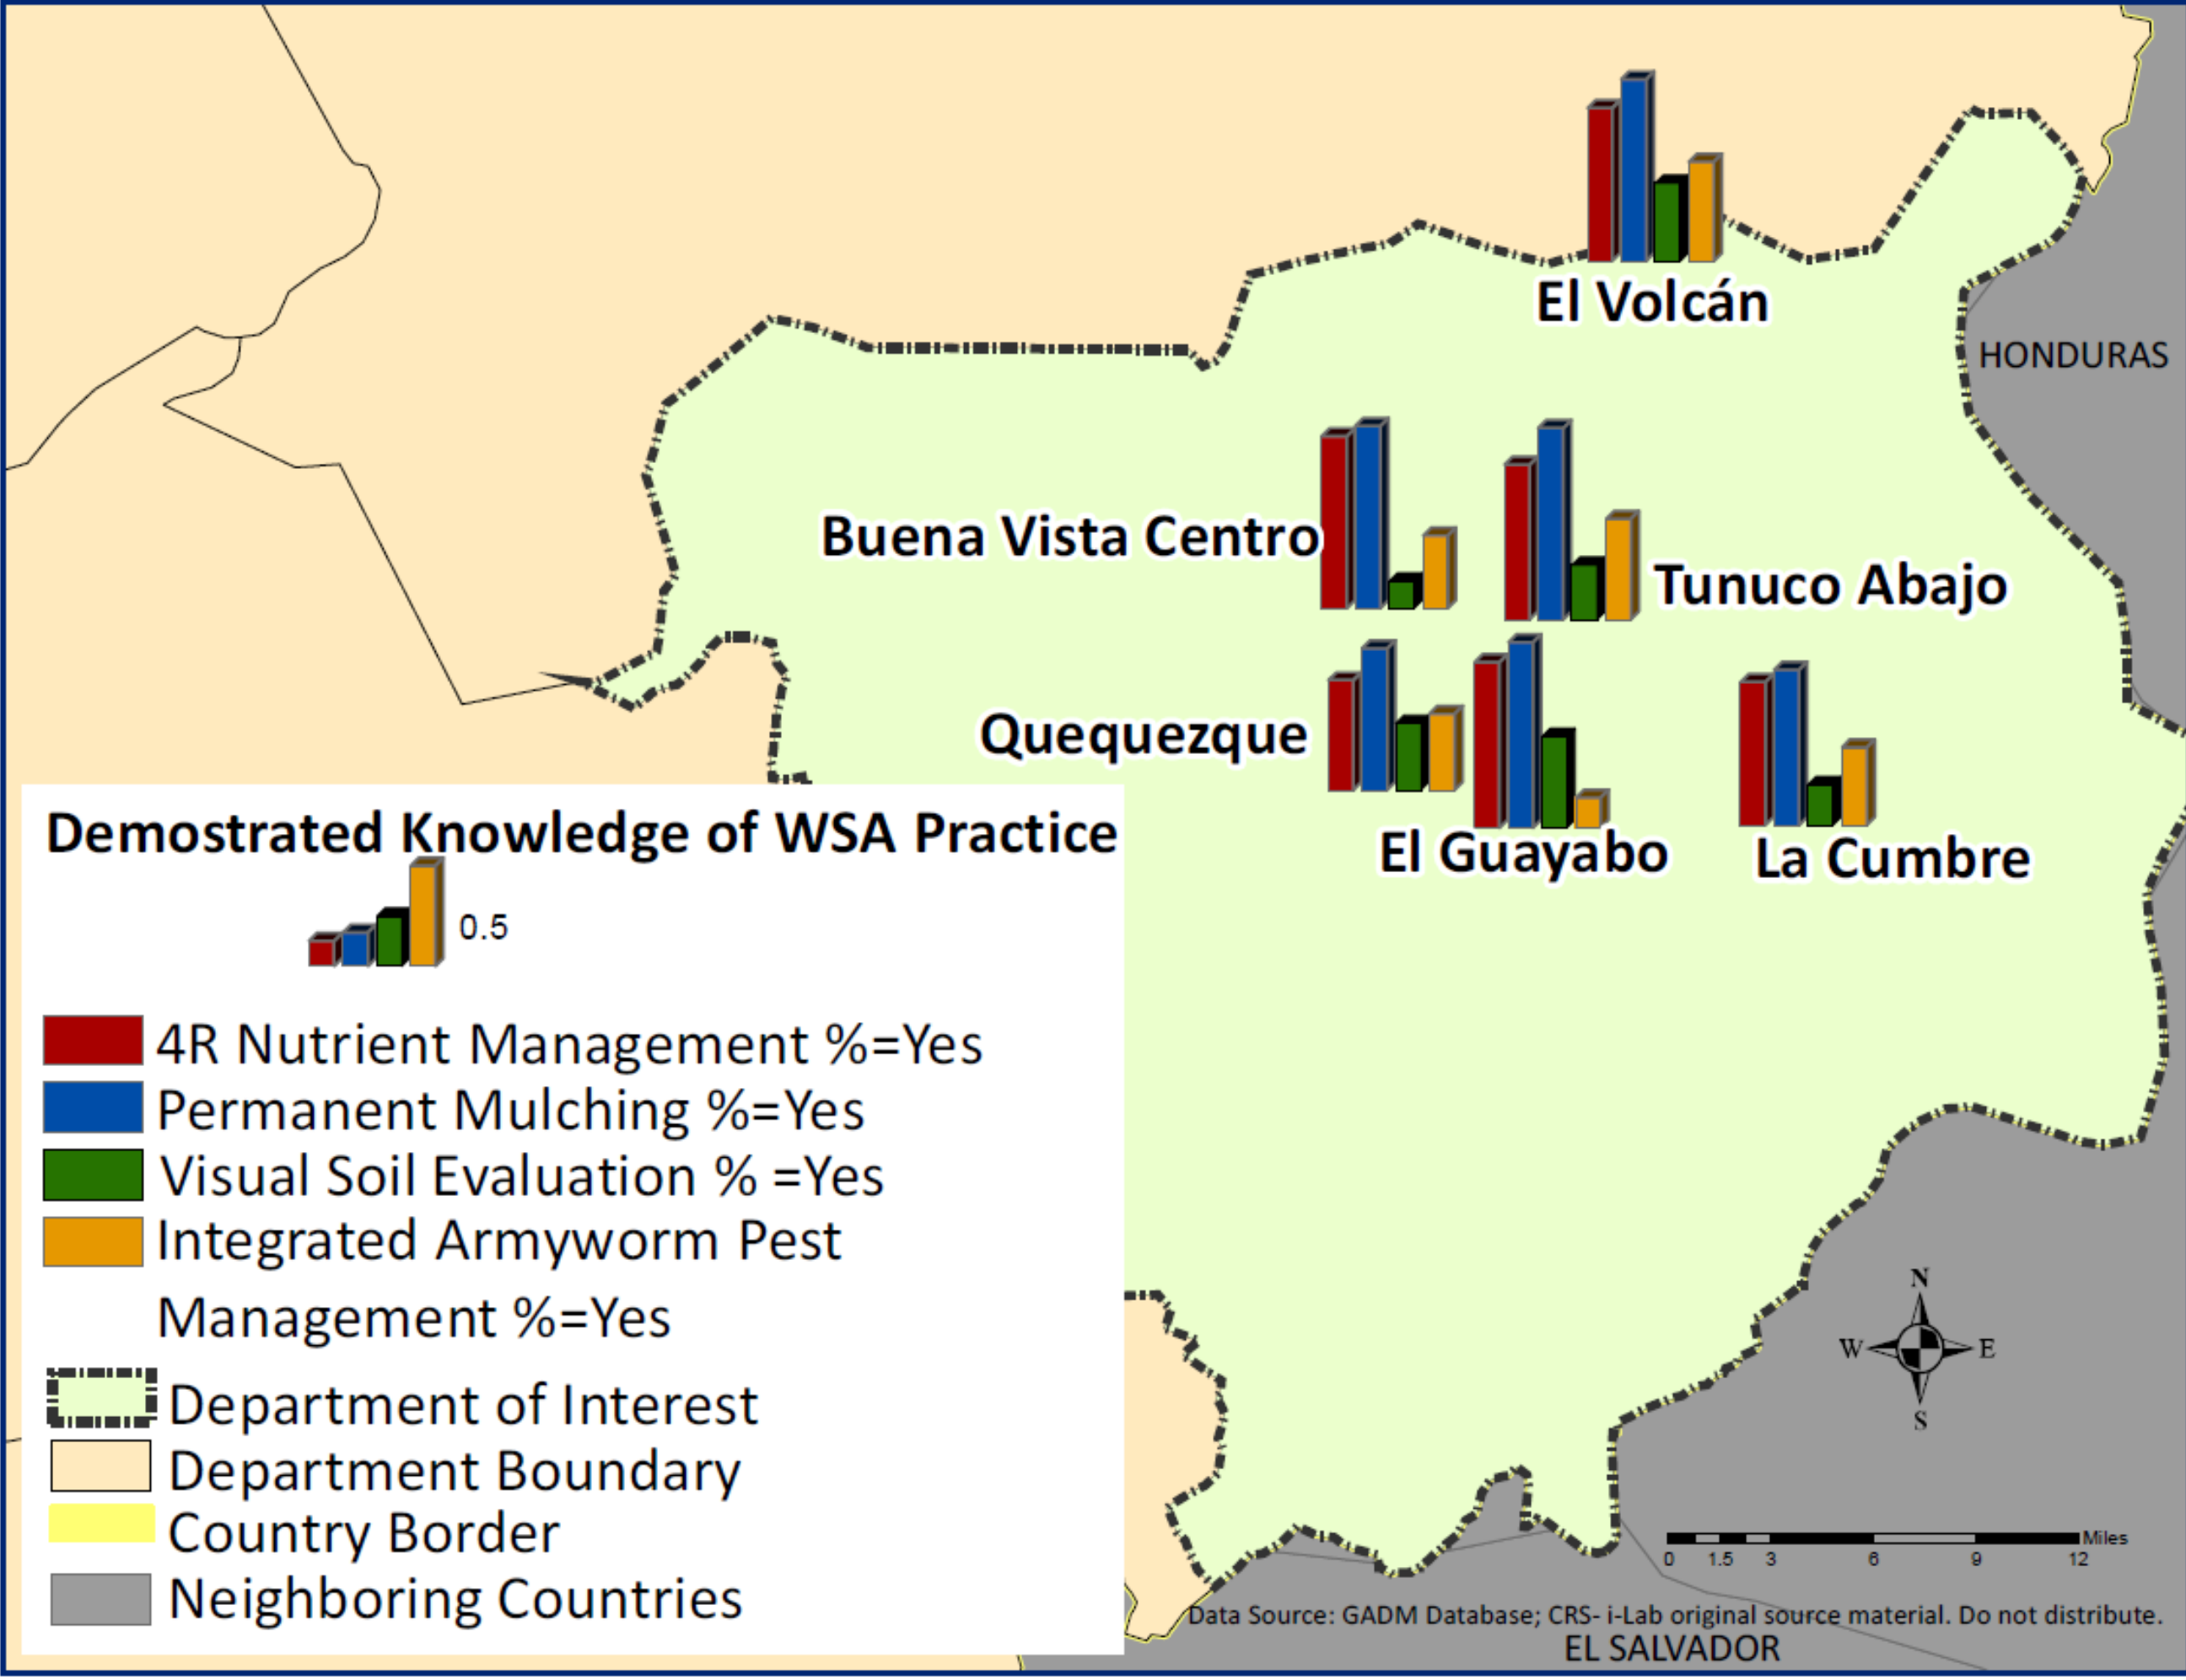 El Volcán
HONDURAS
Buena Vista Centro
Tunuco Abajo
Quequezque
El Guayabo
La Cumbre
Demostrated Knowledge of WSA Practice
0.5
4R Nutrient Management %=Yes
Permanent Mulching %=Yes
Visual Soil Evaluation % =Yes
Integrated Armyworm Pest
Management %=Yes
Department of Interest
Department Boundary
Country Border
Neighboring Countries
N
W E
S
Miles
0 1.5 3 6 9 12
Data Source: GADM Database; CRS- i-Lab original source material. Do not distribute.
EL SALVADOR